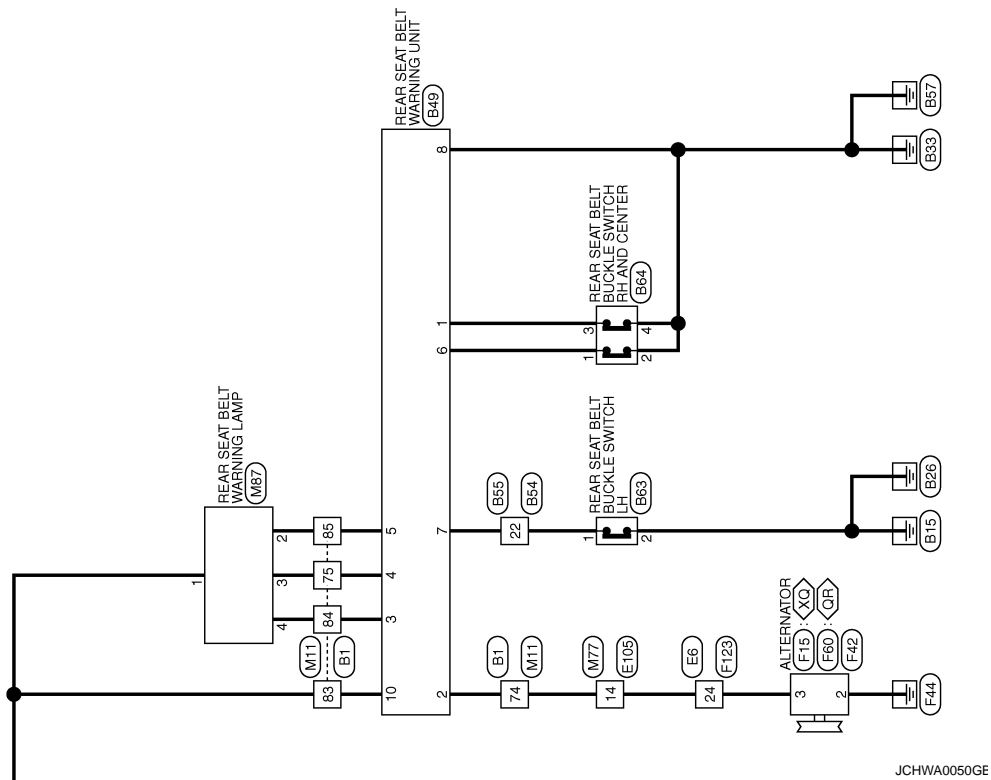 REAR SEAT BELT
WARNING UNIT
B49
8
1
6
5
4
3
10
7
2
REAR SEAT BELT
WARNING LAMP
M87
1
2
3
4
85
75
84
83
M11
B1
REAR SEAT BELT
BUCKLE SWITCH
RH AND CENTER
B64
3
4
1
2
B57
B33
B55
B54
22
REAR SEAT BELT
BUCKLE SWITCH
LH
B63
1
2
B26
B15
B1
M11
74
M77
E105
14
E6
F123
24
ALTERNATOR
F15 : XQ
F60 : QR
F42
3
2
F44
JCHWA0050GB